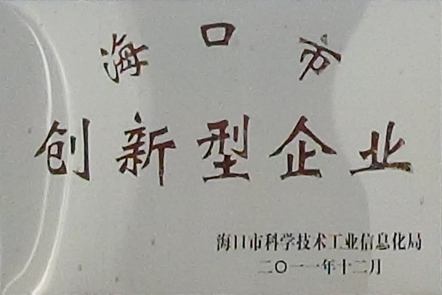 海口市
创新型企业
海口市科学技术工业信息化局
二〇一一年十二月